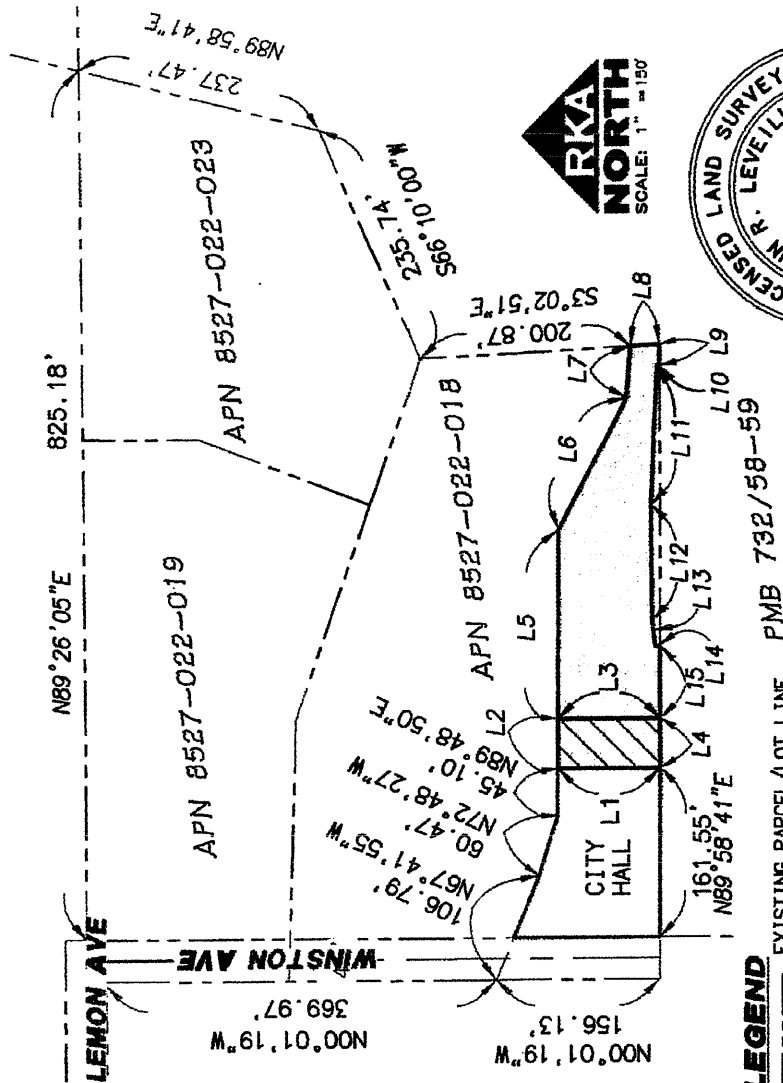 LEMON AVE
N89°26'05"E
825.18'
N89°58'41"E
237.47'
APN 8527-022-019
APN 8527-022-023
235.74'
S66°10'00"W
RKA
NORTH
SCALE: 1" = 150'
WINSTON AVE
N00°01'19"W
369.97'
N00°01'19"W
156.13'
106.79'
N67°41'55"W
60.47'
N72°48'27"W
45.10'
N89°48'50"E
APN 8527-022-018
200.87'
S3°02'51"E
L2
L5
L6
L7
L8
CITY
HALL
L1
L3
L4
L15
L14
L13
L12
L11
L10
L9
161.55'
N89°58'41"E
PMB 732/58-59
LEGEND
EXISTING PARCEL/LOT LINE
CENSED LAND SURVEY
N R. LEVEILL